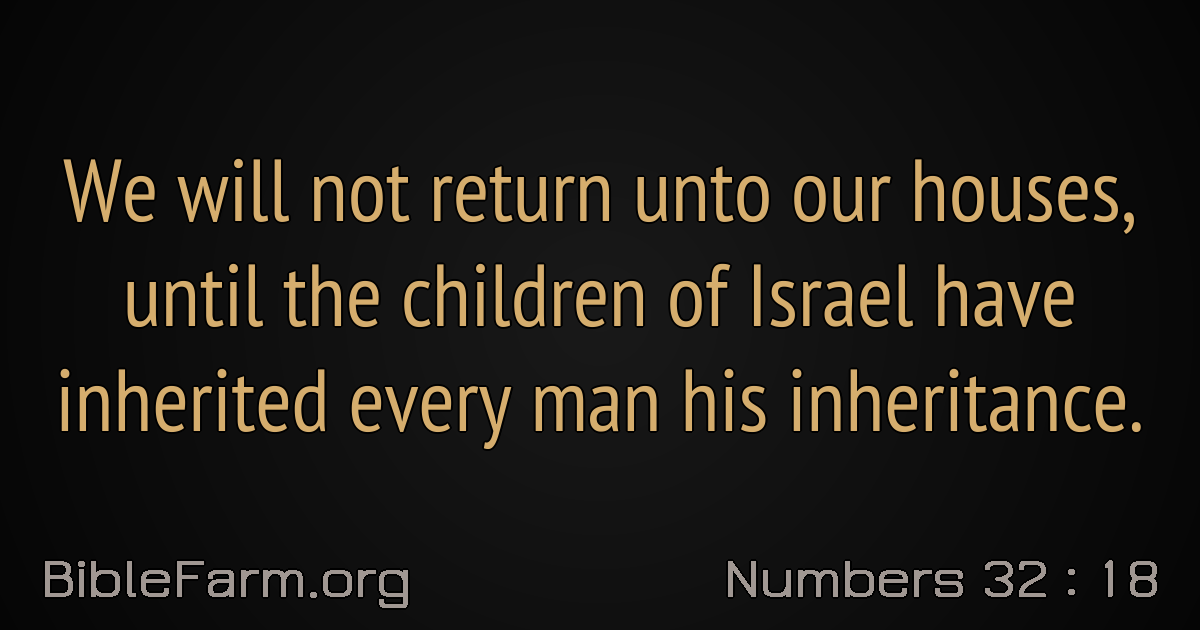 We will not return unto our houses,
until the children of Israel have
inherited every man his inheritance.
BibleFarm.org
Numbers 32 : 18